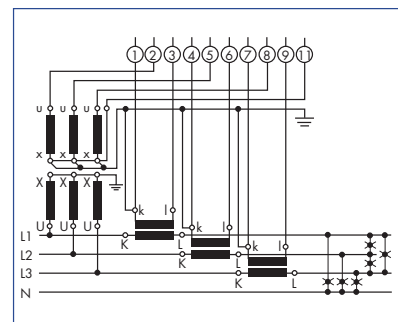 1 2 3 4 5 6 7 8 9 11
u u u
x x x
X X X
U U U
k l
k l
k l
L1
K L
L2
K L
L3
K L
N